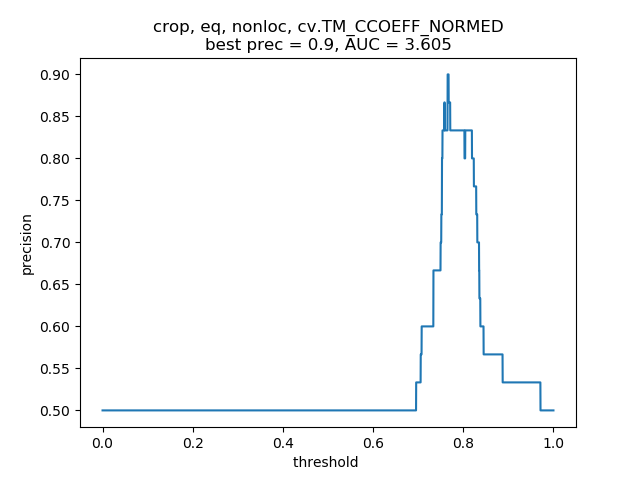 crop, eq, nonloc, cv.TM_CCOEFF_NORMED
best prec = 0.9, AUC = 3.605
0.90
0.85
0.80
0.75
0.70
0.65
0.60
0.55
0.50
precision
0.0 0.2 0.4 0.6 0.8 1.0
threshold